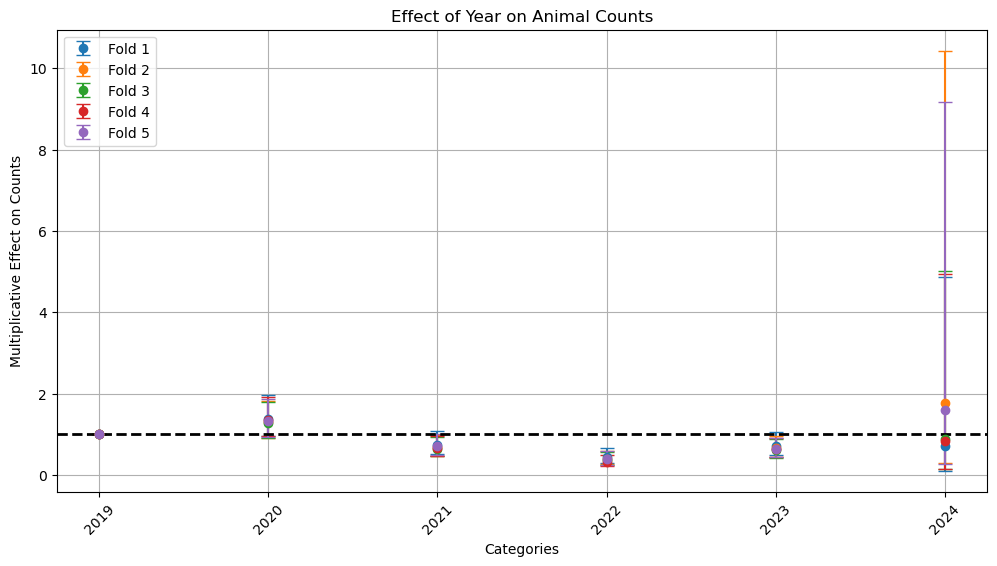 Effect of Year on Animal Counts
Fold 1
Fold 2
Fold 3
Fold 4
Fold 5
Multiplicative Effect on Counts
10
8
6
4
2
0
2019
2020
2021
2022
2023
2024
Categories